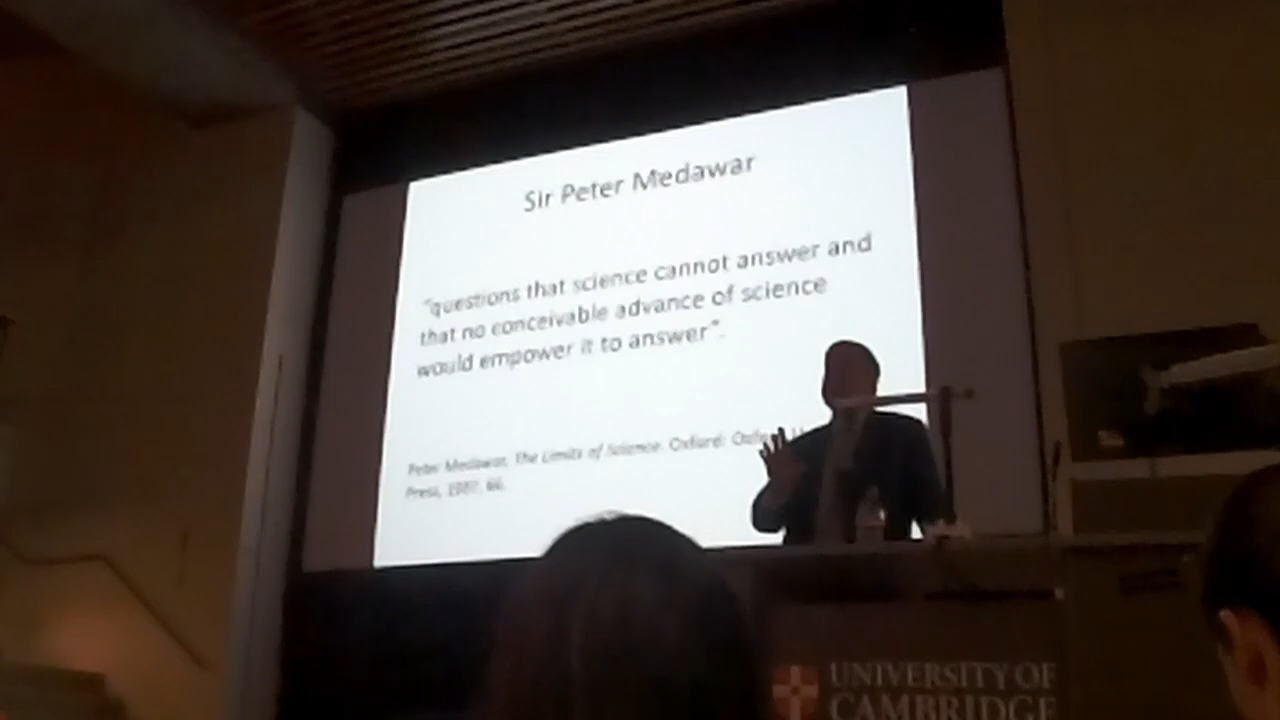 Sir Peter Medawar
“questions that science cannot answer and
that no conceivable advance of science
would empower it to answer”.
Peter Medawar, The Limits of Science. Oxford: Oxfo
Press, 1987, 66.
UNIVERSITY OF
CAMBRIDGE